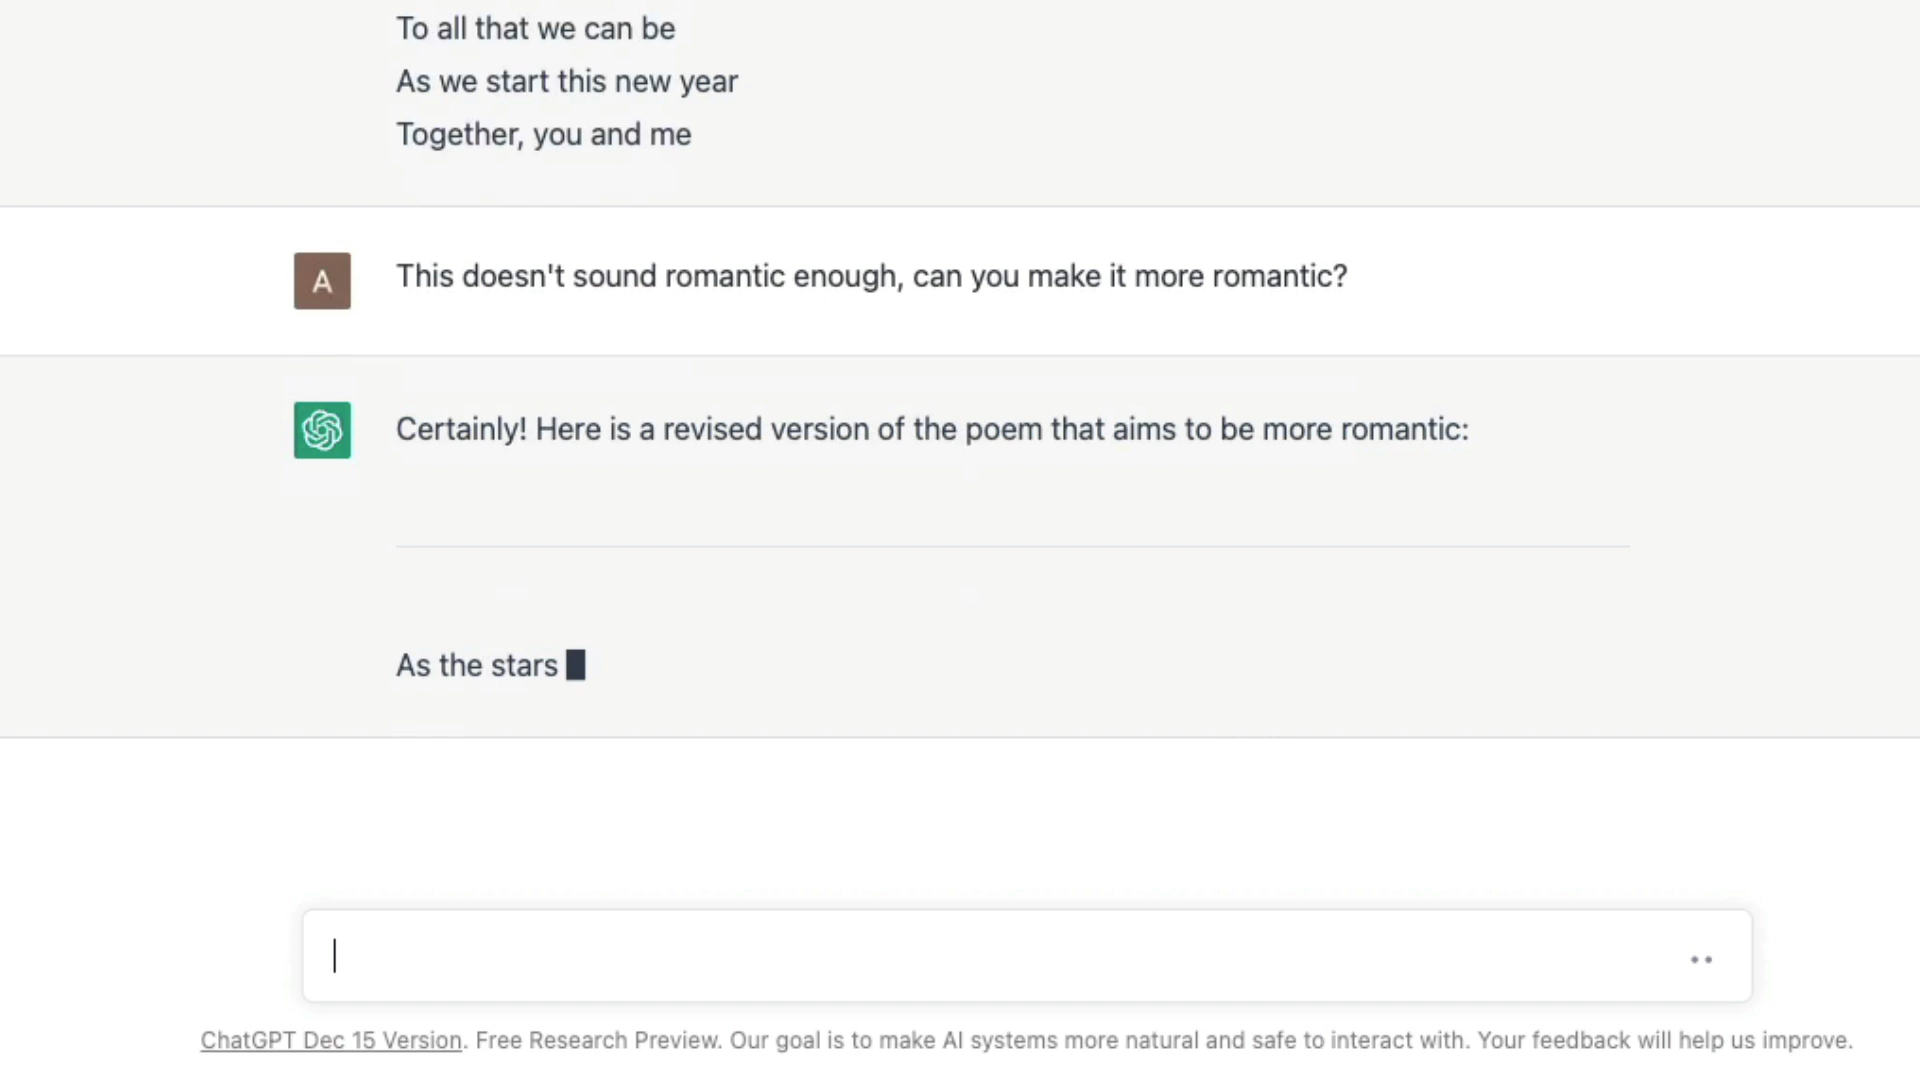 To all that we can be
As we start this new year
Together, you and me
A
This doesn't sound romantic enough, can you make it more romantic?
Certainly! Here is a revised version of the poem that aims to be more romantic:
As the stars
ChatGPT Dec 15 Version. Free Research Preview. Our goal is to make AI systems more natural and safe to interact with. Your feedback will help us improve.